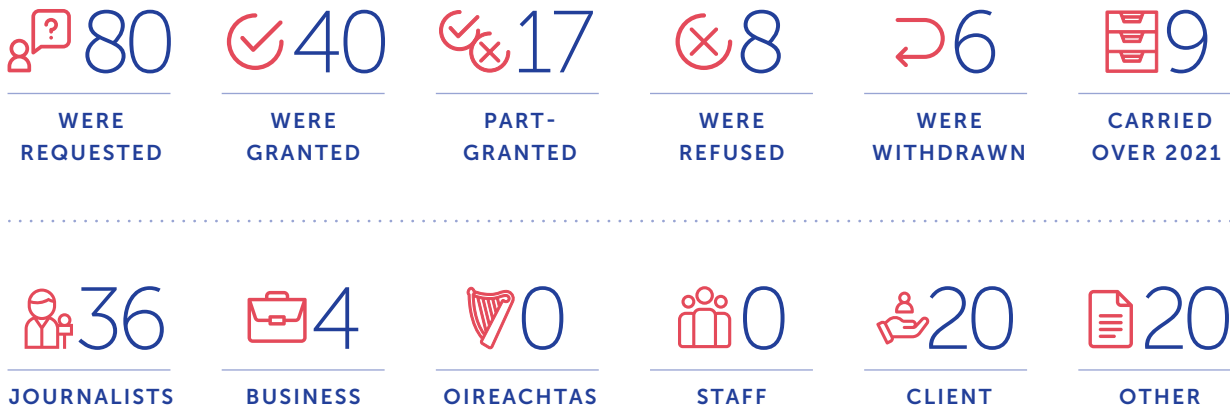 ? 80 40 17 8 6 9
WERE WERE PART- WERE WERE CARRIED
REQUESTED GRANTED GRANTED REFUSED WITHDRAWN OVER 2021
36 4 0 0 20 20
JOURNALISTS BUSINESS OIREACHTAS STAFF CLIENT OTHER